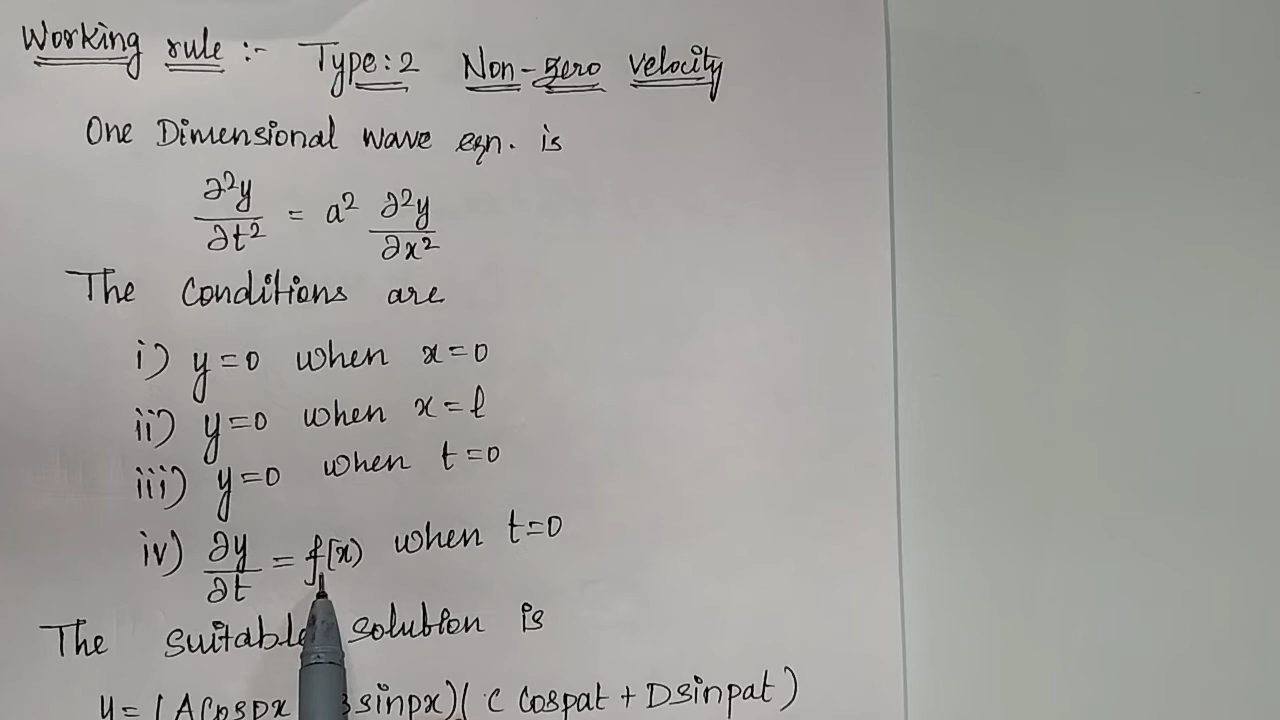 Working rule :- Type: 2 Non-zero velocity
One Dimensional wave eqn. is
∂²y/∂t² = a² ∂²y/∂x²
The conditions are
i) y=0 when x=0
ii) y=0 when x=l
iii) y=0 when t=0
iv) ∂y/∂t = f(x) when t=0
The suitable solution is
y= (A cospx sinpx) ( C Cospat + D sinpat )